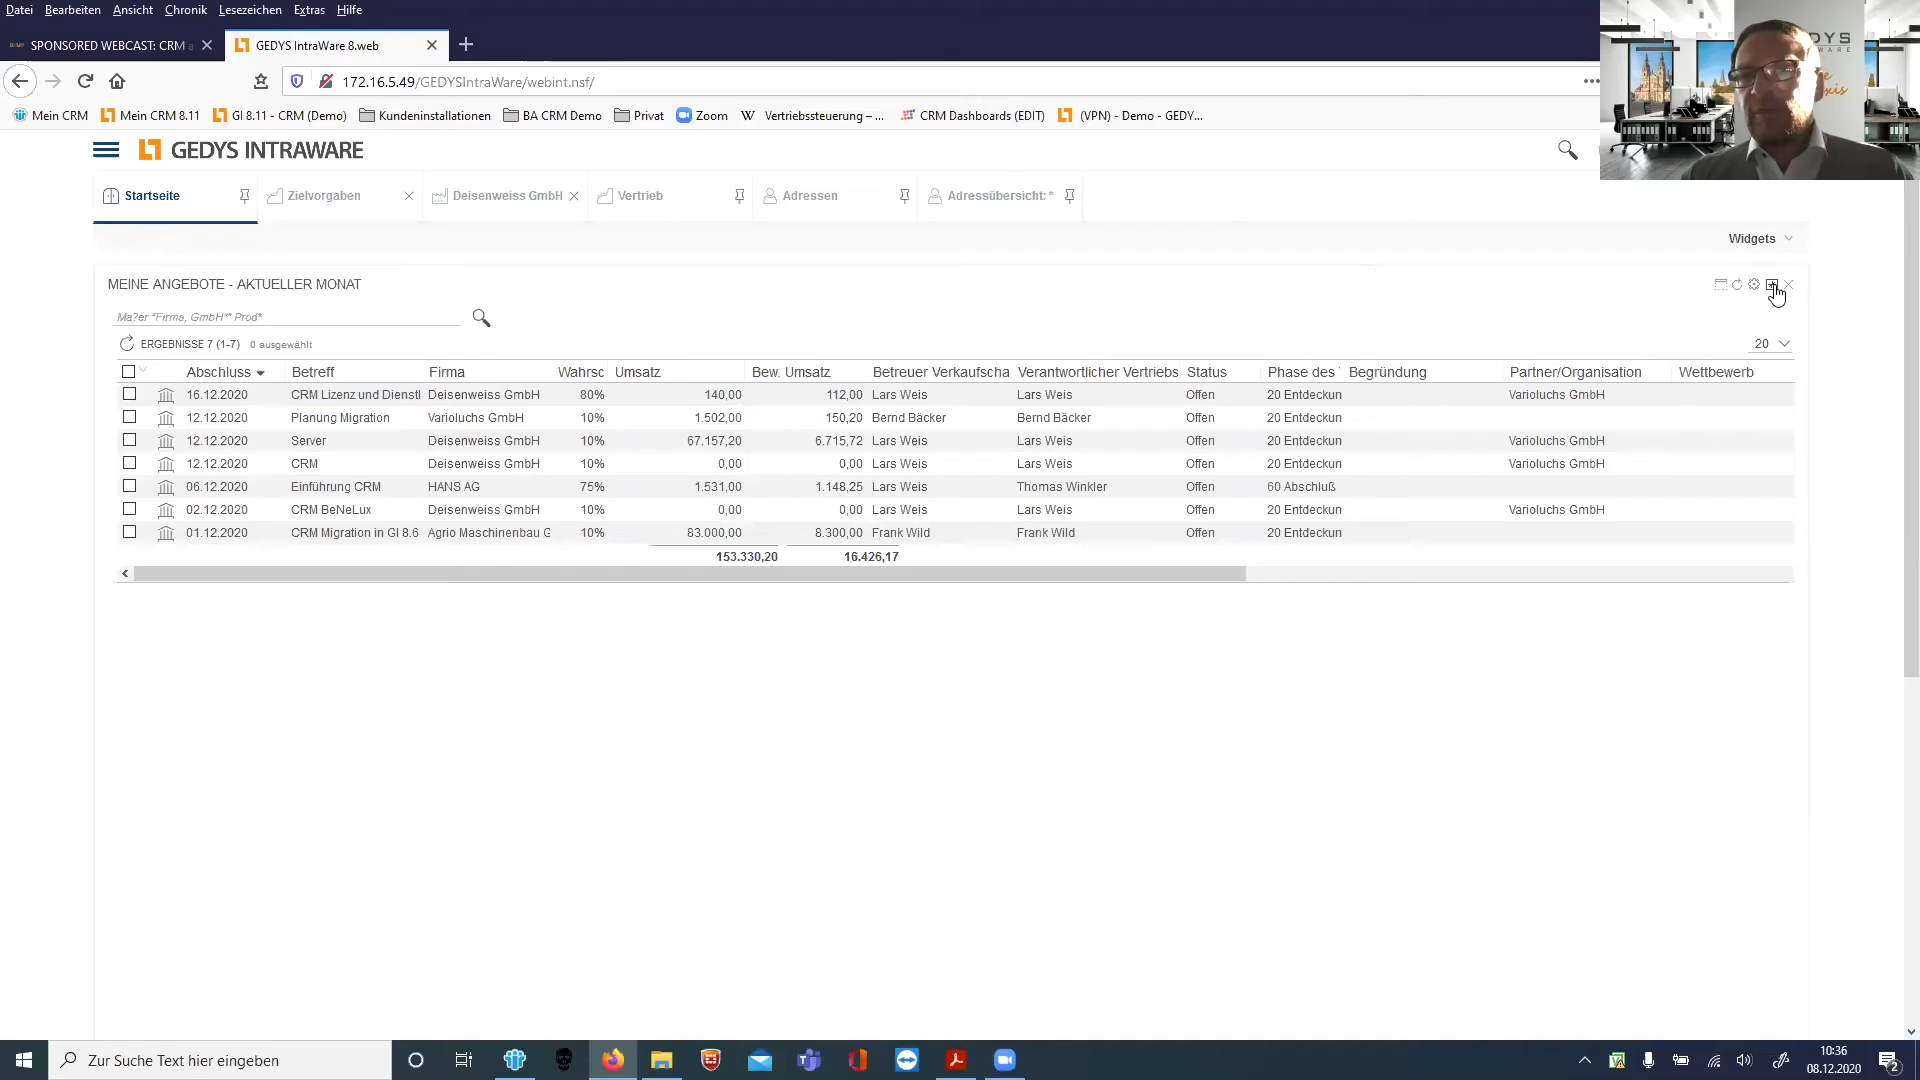 Datei Bearbeiten Ansicht Chronik Lesezeichen Extras Hilfe
SPONSORED WEBCAST: CRM
GEDYS IntraWare 8.web
172.16.5.49/GEDYSIntraWare/webint.nsf/
Mein CRM Mein CRM 8.11 GI 8.11 - CRM (Demo) Kundeninstallationen BA CRM Demo Privat Zoom W Vertriebssteuerung – ... CRM Dashboards (EDIT) (VPN) - Demo - GEDY...
GEDYS INTRAWARE
Startseite Zielvorgaben Deisenweiss GmbH Vertrieb Adressen Adressübersicht: *
Widgets
MEINE ANGEBOTE - AKTUELLER MONAT
Ma?er "Firma, GmbH*" Prod*
ERGEBNISSE 7 (1-7) 0 ausgewählt 20
Abschluss Betreff Firma Wahrsc Umsatz Bew. Umsatz Betreuer Verkaufscha Verantwortlicher Vertriebs Status Phase des Begründung Partner/Organisation Wettbewerb
16.12.2020 CRM Lizenz und Dienstl Deisenweiss GmbH 80% 140,00 112,00 Lars Weis Lars Weis Offen 20 Entdeckun Varioluchs GmbH
12.12.2020 Planung Migration Varioluchs GmbH 10% 1.502,00 150,20 Bernd Bäcker Bernd Bäcker Offen 20 Entdeckun
12.12.2020 Server Deisenweiss GmbH 10% 67.157,20 6.715,72 Lars Weis Lars Weis Offen 20 Entdeckun Varioluchs GmbH
12.12.2020 CRM Deisenweiss GmbH 10% 0,00 0,00 Lars Weis Lars Weis Offen 20 Entdeckun Varioluchs GmbH
06.12.2020 Einführung CRM HANS AG 75% 1.531,00 1.148,25 Lars Weis Thomas Winkler Offen 60 Abschluß
02.12.2020 CRM BeNeLux Deisenweiss GmbH 10% 0,00 0,00 Lars Weis Lars Weis Offen 20 Entdeckun Varioluchs GmbH
01.12.2020 CRM Migration in GI 8.6 Agrio Maschinenbau G 10% 83.000,00 8.300,00 Frank Wild Frank Wild Offen 20 Entdeckun
153.330,20 16.426,17
Zur Suche Text hier eingeben
10:36
08.12.2020
2